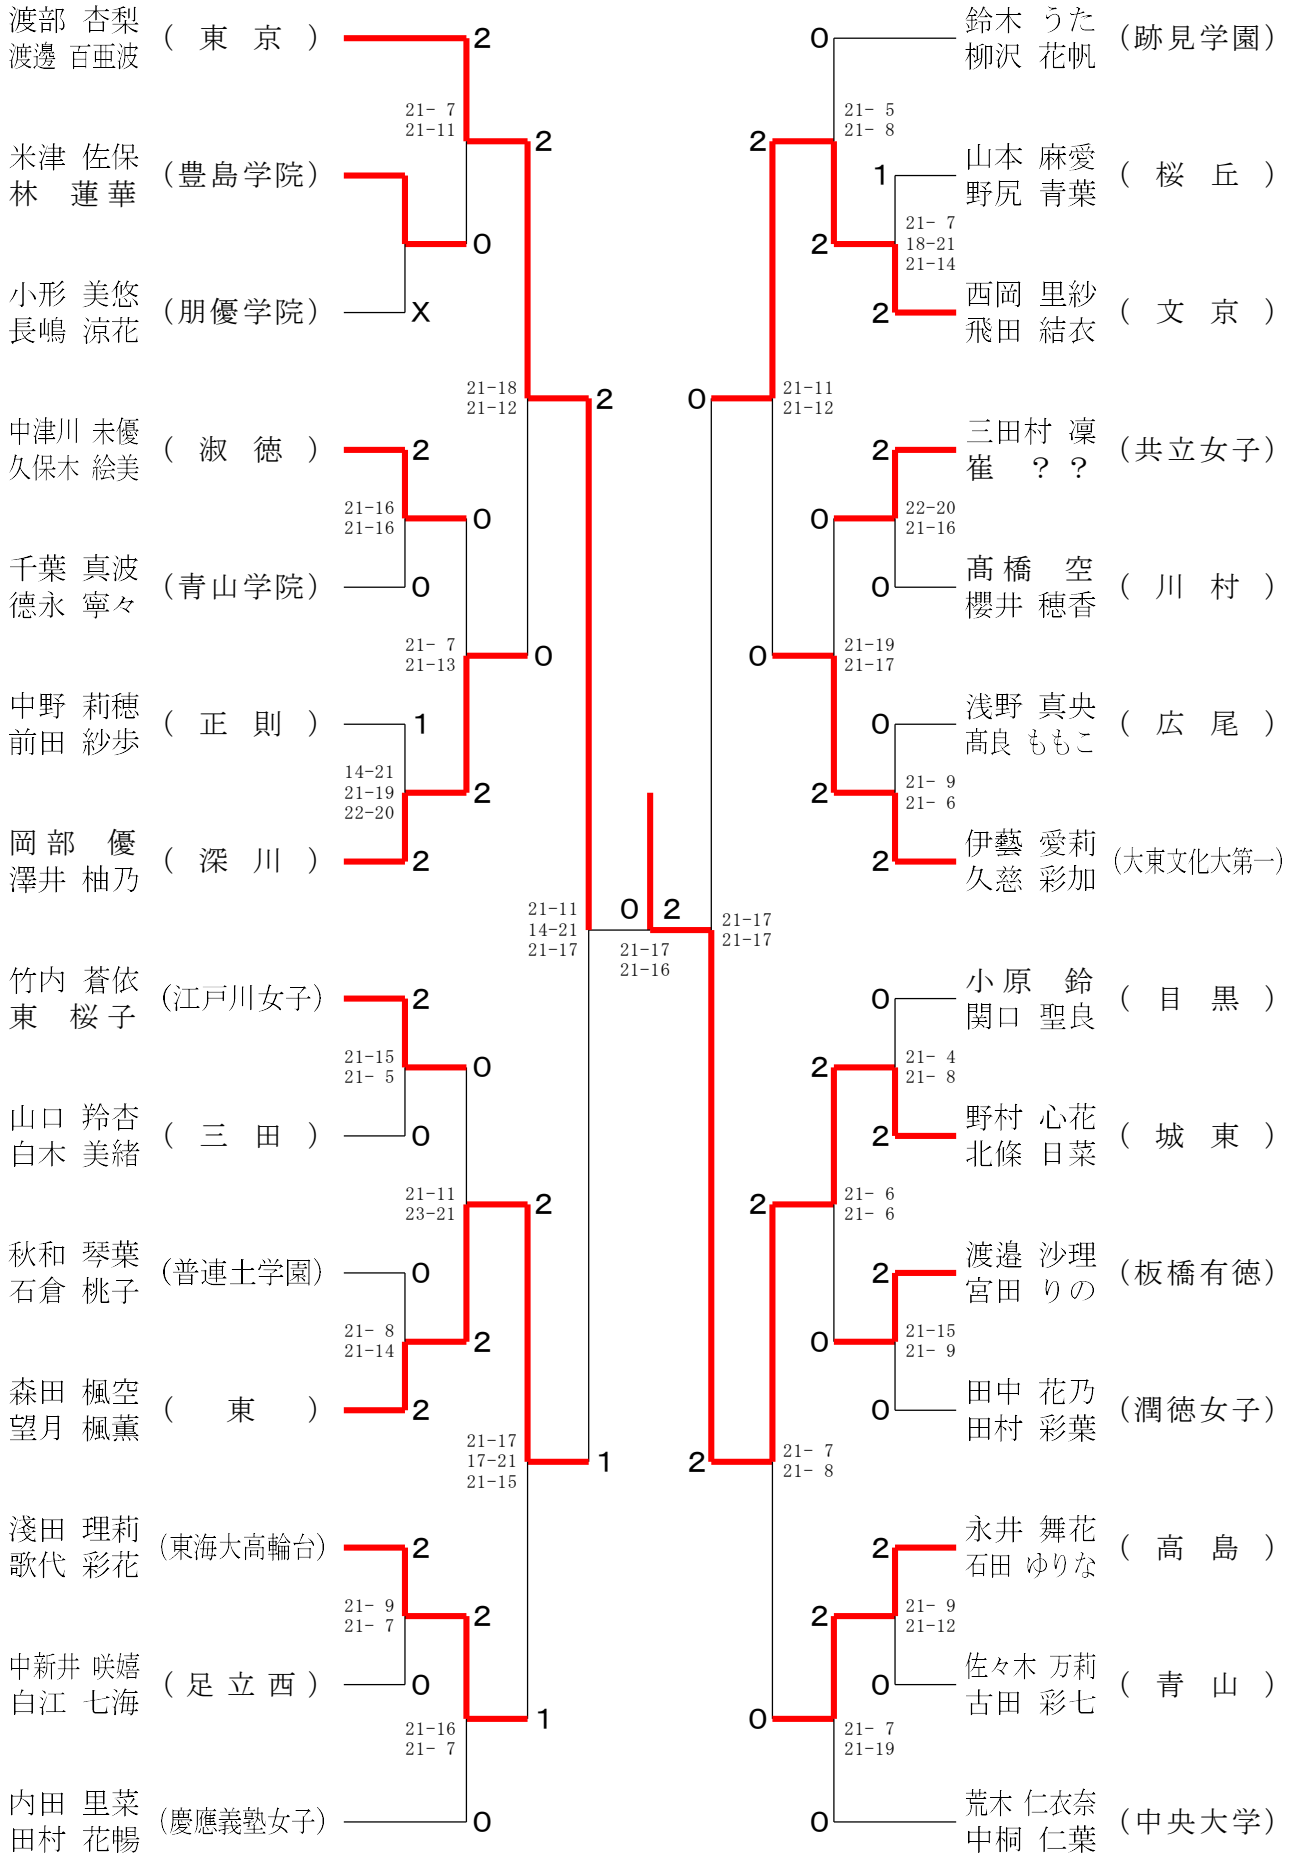 渡部 杏梨
渡邊 百亜波
( 東 京 )
2
21- 7
21-11
2
米津 佐保
林 蓮華
(豊島学院)
0
小形 美悠
長嶋 涼花
(朋優学院)
X
21-18
21-12
2
中津川 未優
久保木 絵美
( 淑 徳 )
2
21-16
21-16
0
千葉 真波
德永 寧々
(青山学院)
0
21- 7
21-13
0
中野 莉穂
前田 紗歩
( 正 則 )
1
14-21
21-19
22-20
2
岡部 優
澤井 柚乃
( 深 川 )
2
21-11
14-21
21-17
竹内 蒼依
東 桜子
(江戸川女子)
2
21-15
21- 5
0
山口 羚杏
白木 美緒
( 三 田 )
0
21-11
23-21
2
秋和 琴葉
石倉 桃子
(普連土学園)
0
21- 8
21-14
2
森田 楓空
望月 楓薫
( 東 )
2
21-17
17-21
21-15
1
淺田 理莉
歌代 彩花
(東海大高輪台)
2
21- 9
21- 7
2
中新井 咲嬉
白江 七海
( 足 立 西 )
0
21-16
21- 7
1
内田 里菜
田村 花暢
(慶應義塾女子)
0
0 2
21-17
21-16
0
鈴木 うた
柳沢 花帆
(跡見学園)
21- 5
21- 8
2
1
山本 麻愛
野尻 青葉
( 桜 丘 )
21- 7
18-21
21-14
2
2
西岡 里紗
飛田 結衣
( 文 京 )
0
21-11
21-12
2
三田村 凜
崔 ? ?
(共立女子)
22-20
21-16
0
0
髙橋 空
櫻井 穂香
( 川 村 )
0
21-19
21-17
0
浅野 真央
髙良 ももこ
( 広 尾 )
21- 9
21- 6
2
2
伊藝 愛莉
久慈 彩加
(大東文化大第一)
21-17
21-17
0
小原 鈴
関口 聖良
( 目 黒 )
21- 4
21- 8
2
2
野村 心花
北條 日菜
( 城 東 )
2
21- 6
21- 6
2
渡邉 沙理
宮田 りの
(板橋有徳)
21-15
21- 9
0
0
田中 花乃
田村 彩葉
(潤徳女子)
2
21- 7
21- 8
2
永井 舞花
石田 ゆりな
( 高 島 )
21- 9
21-12
2
0
佐々木 万莉
古田 彩七
( 青 山 )
0
21- 7
21-19
0
荒木 仁衣奈
中桐 仁葉
(中央大学)